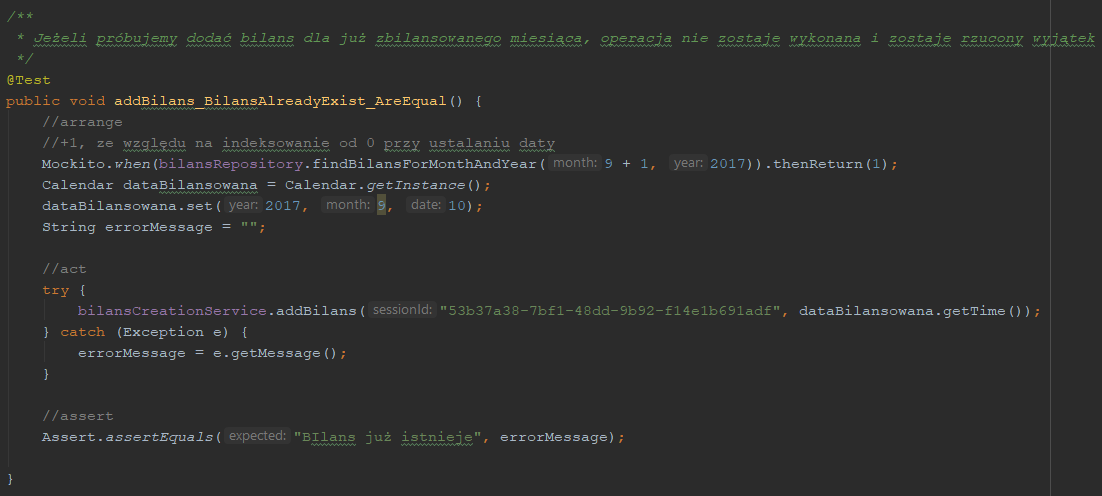 /**
 * Jeżeli próbujemy dodać bilans dla już zbilansowanego miesiąca, operacja nie zostaje wykonana i zostaje rzucony wyjątek
 */
@Test
public void addBilans_BilansAlreadyExist_AreEqual() {
    //arrange
    //+1, ze względu na indeksowanie od 0 przy ustalaniu daty
    Mockito.when(bilansRepository.findBilansForMonthAndYear( month: 9 + 1, year: 2017)).thenReturn(1);
    Calendar dataBilansowana = Calendar.getInstance();
    dataBilansowana.set( year: 2017, month: 9, date: 10);
    String errorMessage = "";

    //act
    try {
        bilansCreationService.addBilans( sessionId: "53b37a38-7bf1-48dd-9b92-f14e1b691adf", dataBilansowana.getTime());
    } catch (Exception e) {
        errorMessage = e.getMessage();
    }

    //assert
    Assert.assertEquals( expected: "BIlans już istnieje", errorMessage);

}